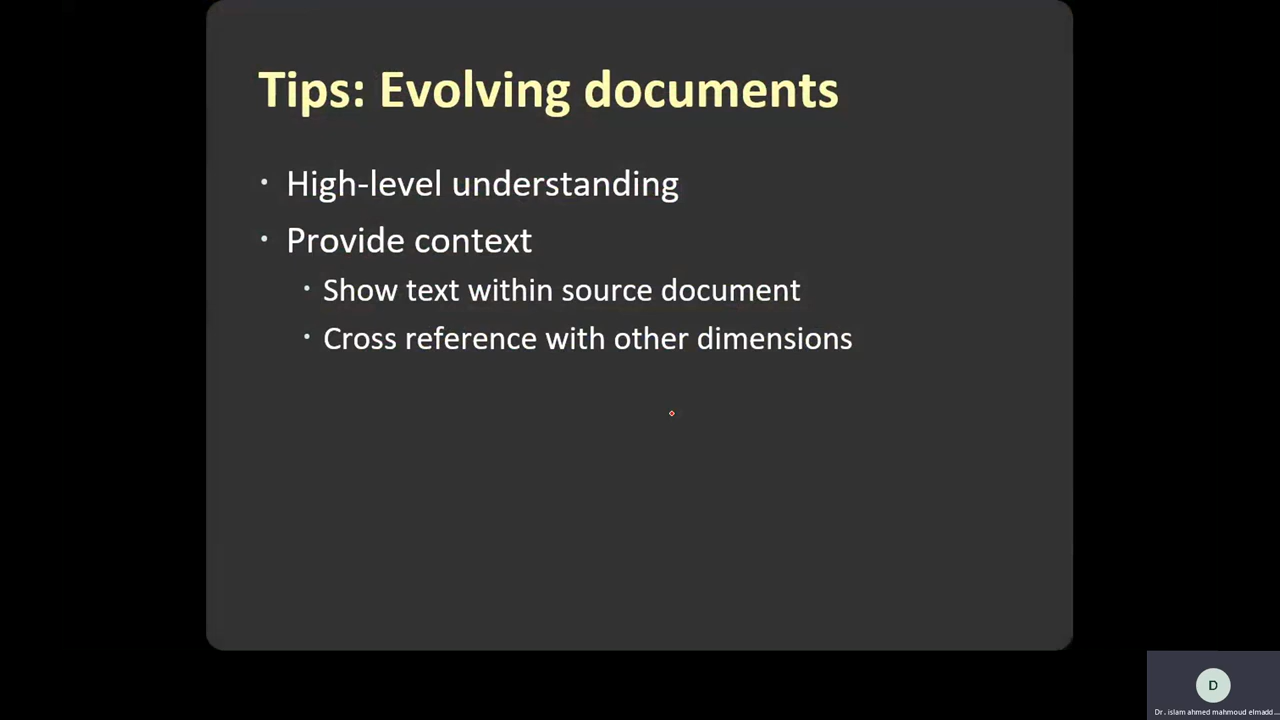 Tips: Evolving documents
• High-level understanding
• Provide context
• Show text within source document
• Cross reference with other dimensions
D
Dr. islam ahmed mahmoud elmadd...